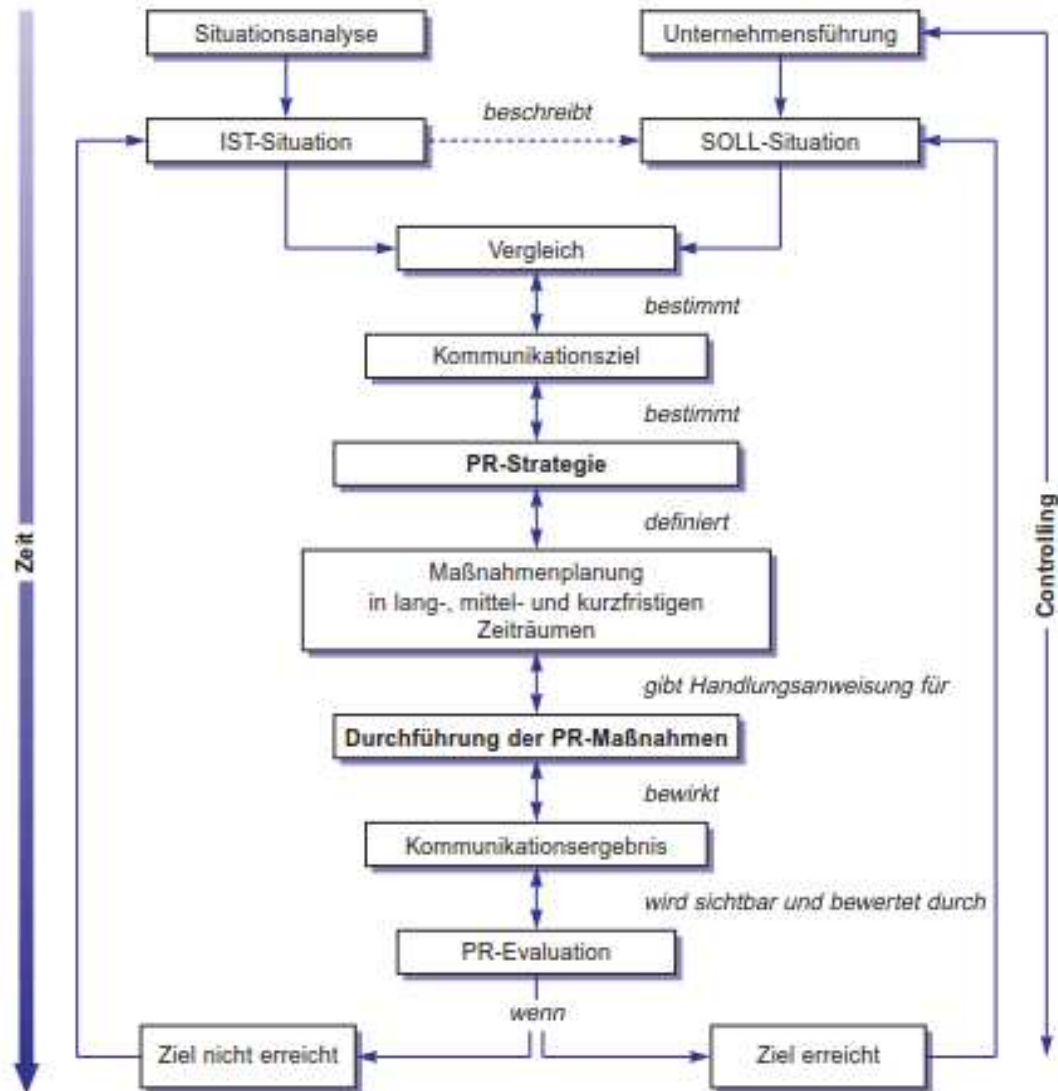 Situationsanalyse
Unternehmensführung
beschreibt
IST-Situation
SOLL-Situation
Vergleich
bestimmt
Kommunikationsziel
bestimmt
PR-Strategie
definiert
Maßnahmenplanung
in lang-, mittel- und kurzfristigen
Zeiträumen
gibt Handlungsanweisung für
Durchführung der PR-Maßnahmen
bewirkt
Kommunikationsergebnis
wird sichtbar und bewertet durch
PR-Evaluation
wenn
Ziel nicht erreicht
Ziel erreicht
Zeit
Controlling